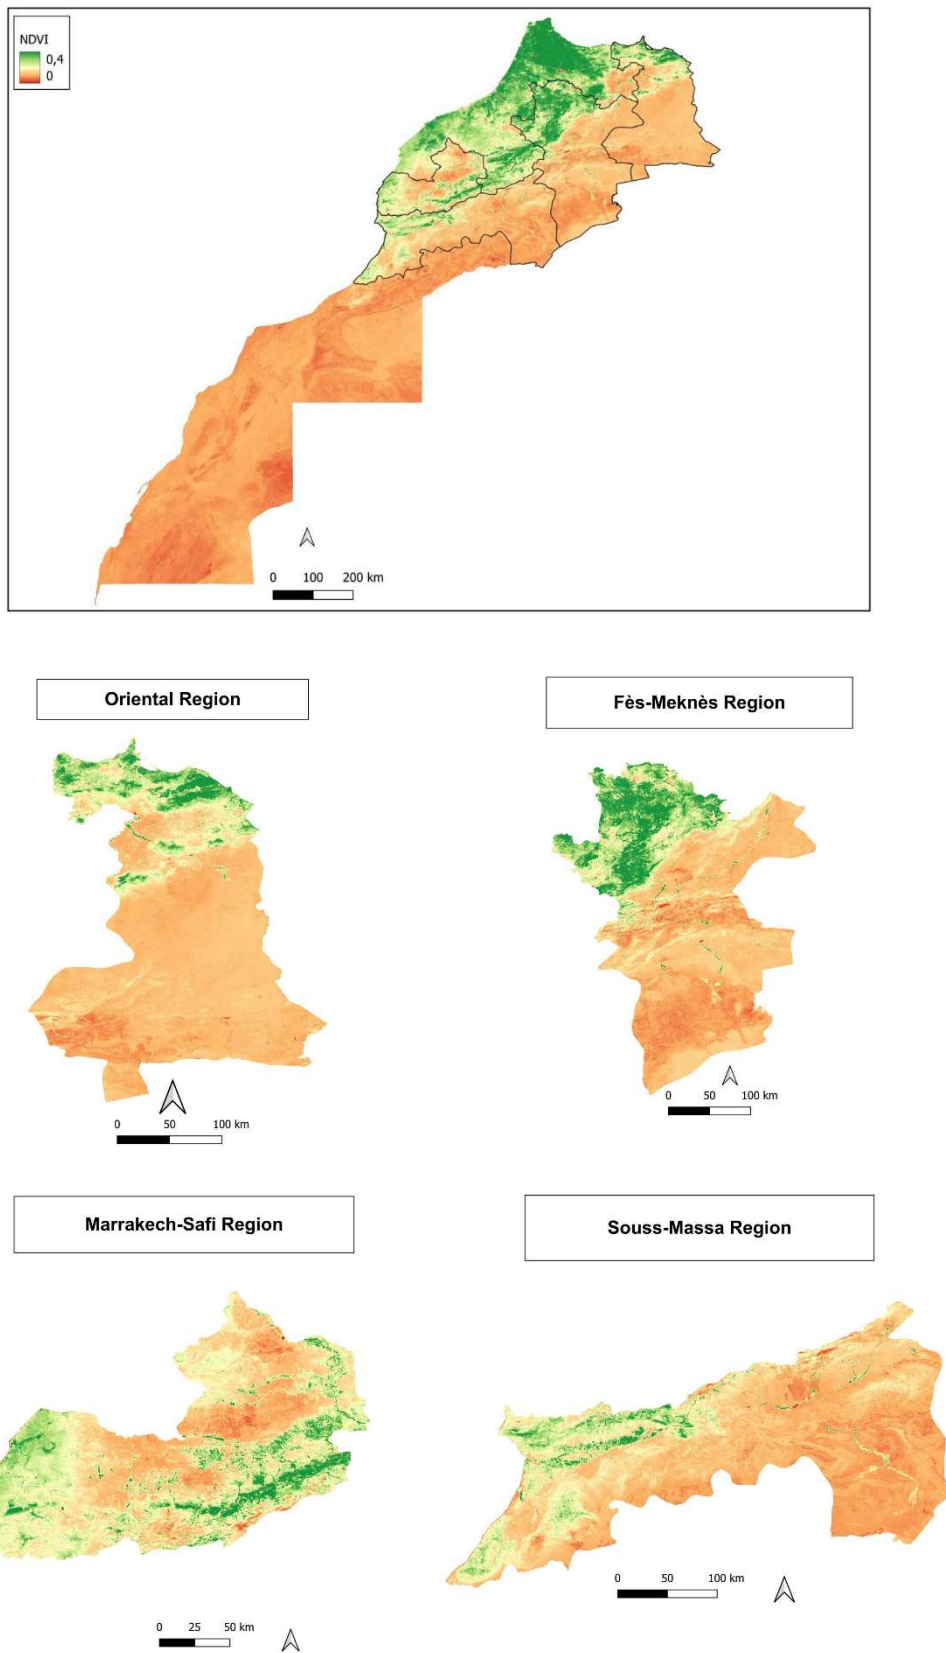 NDVI
0,4
0
0 100 200 km
Oriental Region
Fès-Meknès Region
0 50 100 km
0 50 100 km
Marrakech-Safi Region
Souss-Massa Region
0 50 100 km
0 25 50 km